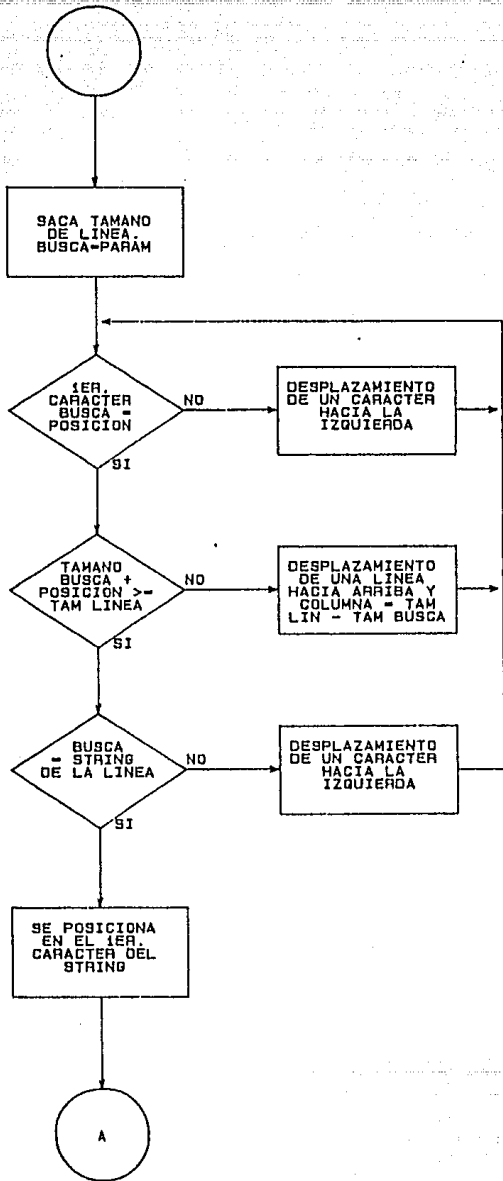 SACA TAMANO
DE LINEA.
BUSCA=PARAM
1ER.
CARACTER
BUSCA =
POSICION
NO
SI
DESPLAZAMIENTO
DE UN CARACTER
HACIA LA
IZQUIERDA
TAMANO
BUSCA +
POSICION >=
TAM LINEA
NO
SI
DESPLAZAMIENTO
DE UNA LINEA
HACIA ARRIBA Y
COLUMNA = TAM
LIN - TAM BUSCA
BUSCA
= STRING
DE LA LINEA
NO
SI
DESPLAZAMIENTO
DE UN CARACTER
HACIA LA
IZQUIERDA
SE POSICIONA
EN EL 1ER.
CARACTER DEL
STRING
A